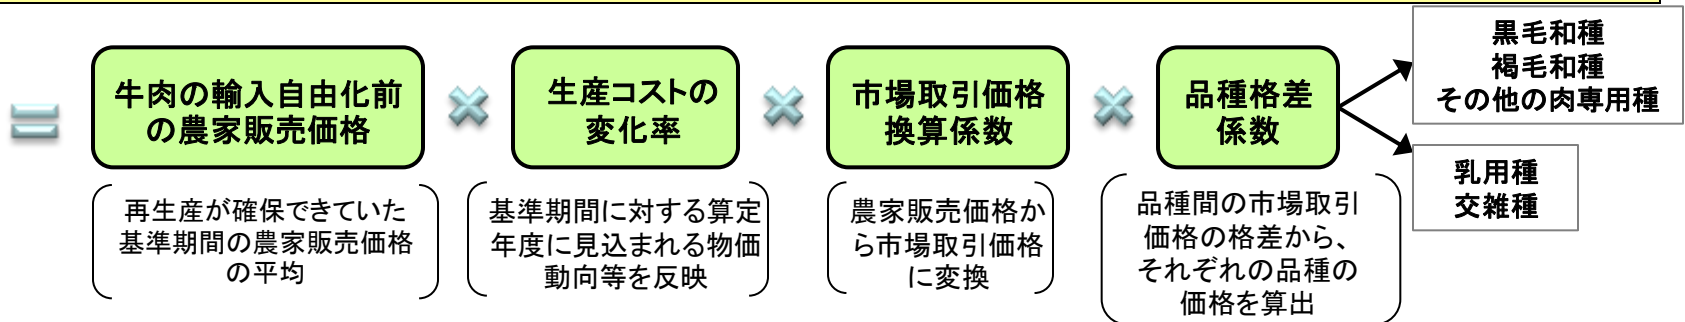 ＝
牛肉の輸入自由化前
の農家販売価格
×
生産コストの
変化率
×
市場取引価格
換算係数
×
品種格差
係数
黒毛和種
褐毛和種
その他の肉専用種
乳用種
交雑種
再生産が確保できていた
基準期間の農家販売価格
の平均
基準期間に対する算定
年度に見込まれる物価
動向等を反映
農家販売価格か
ら市場取引価格
に変換
品種間の市場取引
価格の格差から、
それぞれの品種の
価格を算出